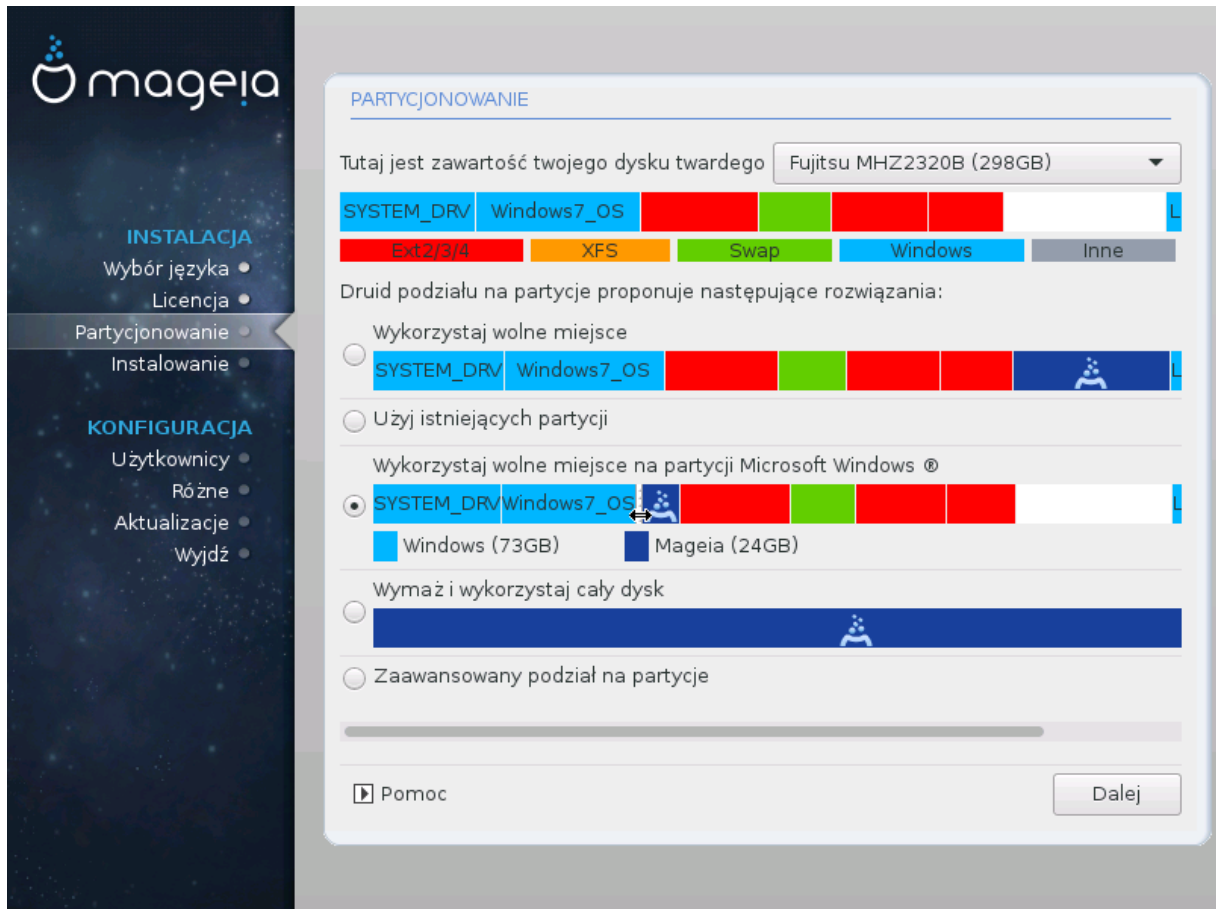 mageia
INSTALACJA
Wybór języka
Licencja
Partycjonowanie
Instalowanie
KONFIGURACJA
Użytkownicy
Różne
Aktualizacje
Wyjdź
PARTYCJONOWANIE
Tutaj jest zawartość twojego dysku twardego Fujitsu MHZ2320B (298GB)
SYSTEM_DRV Windows7_OS L
Ext2/3/4 XFS Swap Windows Inne
Druid podziału na partycje proponuje następujące rozwiązania:
Wykorzystaj wolne miejsce
SYSTEM_DRV Windows7_OS L
Użyj istniejących partycji
Wykorzystaj wolne miejsce na partycji Microsoft Windows ®
SYSTEM_DRV Windows7_OS L
Windows (73GB) Mageia (24GB)
Wymaż i wykorzystaj cały dysk
Zaawansowany podział na partycje
Pomoc Dalej